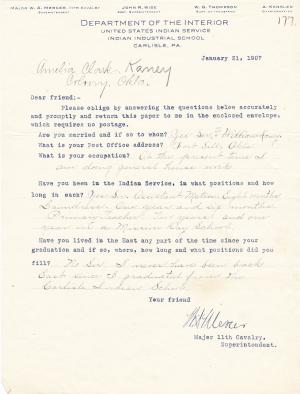 MAJOR W. A. MERCER, 11TH CAVALRY JOHN R. WISE W. G. THOMPSON A. KENSLER
SUPERINTENDENT ASST. SUPERINTENDENT SUPERINTENDENT QUARTERMASTER
177
DEPARTMENT OF THE INTERIOR
UNITED STATES INDIAN SERVICE
INDIAN INDUSTRIAL SCHOOL
CARLISLE, PA.
January 21, 1907
Amelia Clark Kaney
Colony, Okla.
Dear friend:-
Please oblige by answering the questions below accurately
and promptly and return this paper to me in the enclosed envelope,
which requires no postage.
Are you married and if so to whom? Yes Sir, William Kaney
What is your Post Office address? Fort Sill, Okla.
What is your occupation? At the present time I
am doing general house work
Have you been in the Indian Service, in what positions and how
long in each? Yes Sir Assistant Matron Eight months
Laundress One year and six months
Primary Teacher Two years and one
year in a Mission Day School
Have you lived in the East any part of the time since your
graduation and if so, where, how long and what positions did you
fill? No Sir, I never have been back
East since I graduated from the
Carlisle Indian School.
Your friend
W A Mercer
Major 11th Cavalry,
Superintendent.